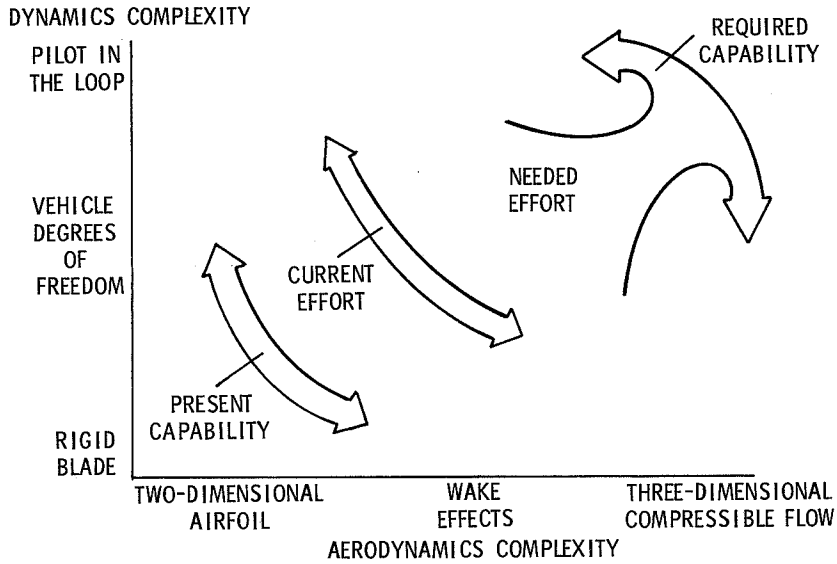 DYNAMICS COMPLEXITY
PILOT IN
THE LOOP
REQUIRED
CAPABILITY
NEEDED
EFFORT
VEHICLE
DEGREES
OF
FREEDOM
CURRENT
EFFORT
PRESENT
CAPABILITY
RIGID
BLADE
TWO-DIMENSIONAL
AIRFOIL
WAKE
EFFECTS
THREE-DIMENSIONAL
COMPRESSIBLE FLOW
AERODYNAMICS COMPLEXITY